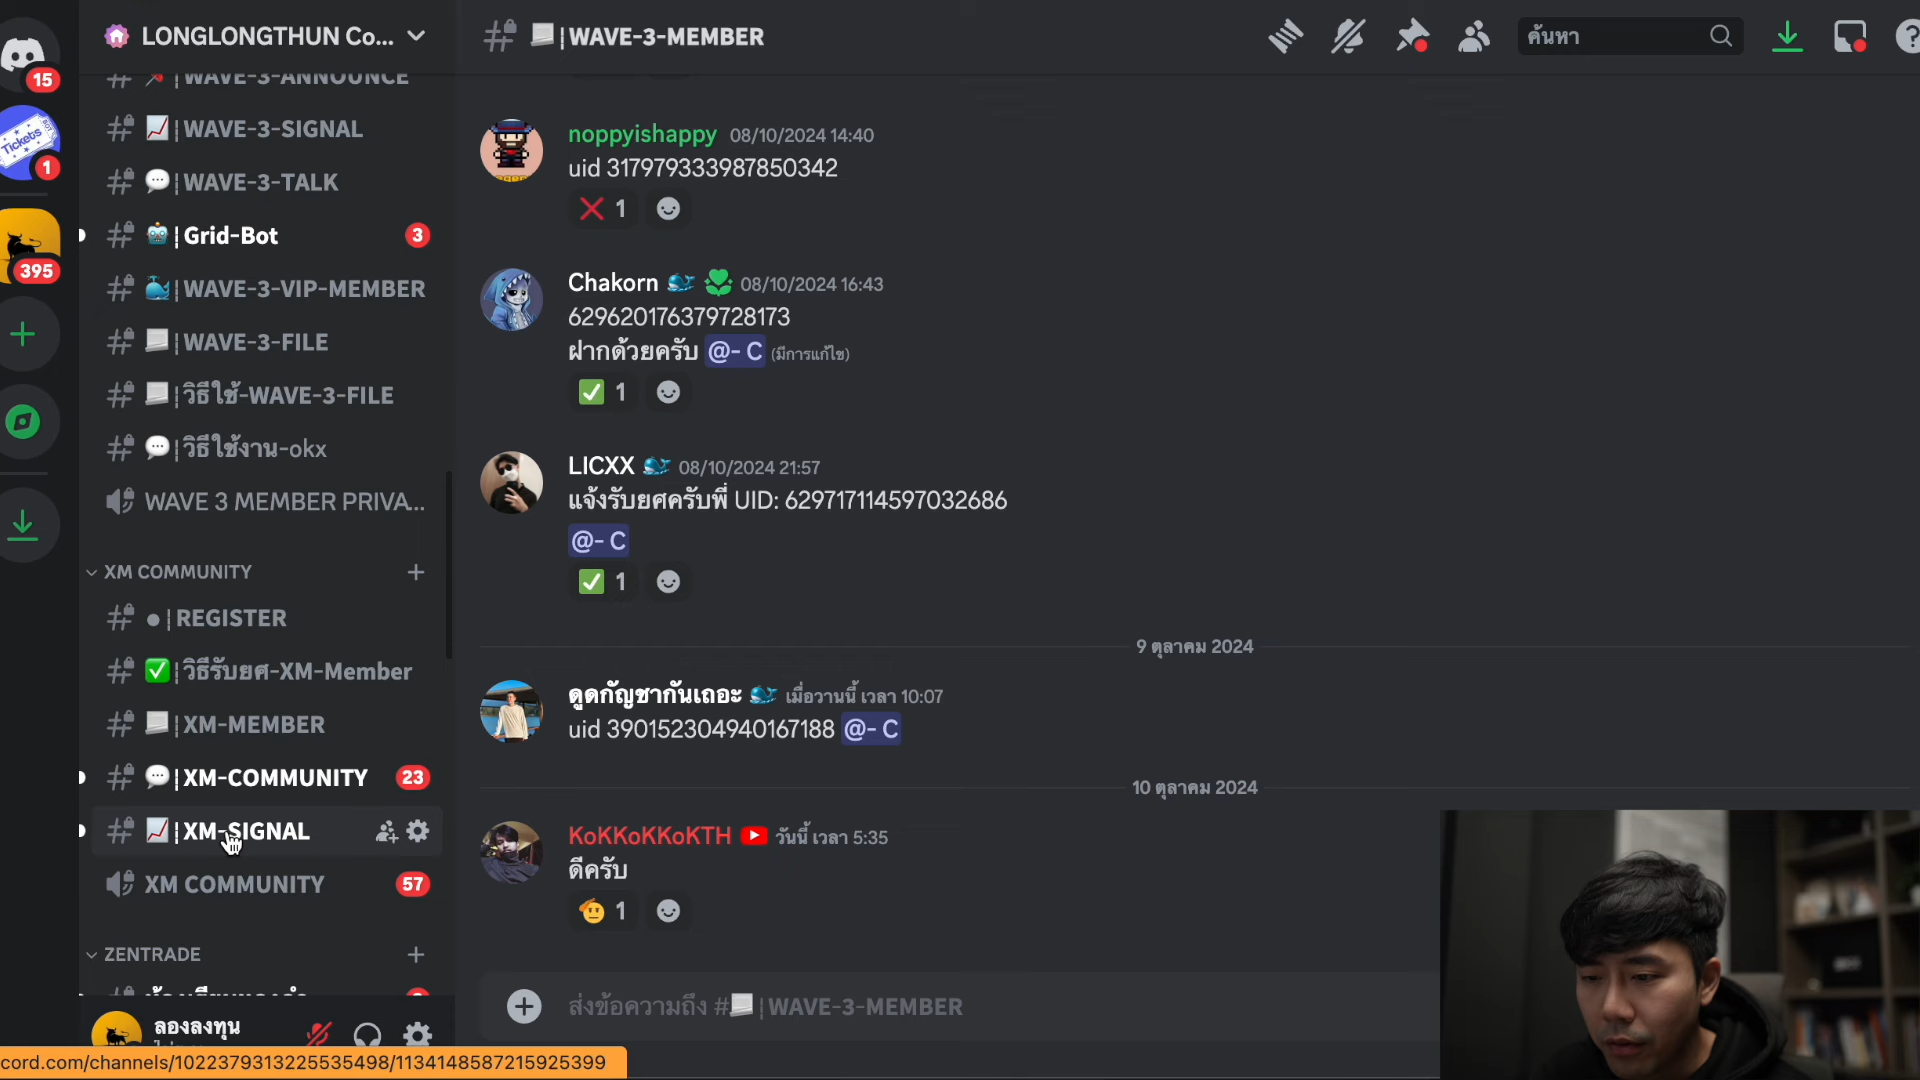 LONGLONGTHUN Co...
WAVE-3-ANNOUNCE
WAVE-3-SIGNAL
WAVE-3-TALK
Grid-Bot
3
WAVE-3-VIP-MEMBER
WAVE-3-FILE
วิธีใช้-WAVE-3-FILE
วิธีใช้งาน-okx
WAVE 3 MEMBER PRIVA...
XM COMMUNITY
REGISTER
วิธีรับยศ-XM-Member
XM-MEMBER
XM-COMMUNITY
23
XM-SIGNAL
XM COMMUNITY
57
ZENTRADE
ลองลงทุน
15
Tickets
1
395
cord.com/channels/1022379313225535498/1134148587215925399
WAVE-3-MEMBER
ค้นหา
noppyishappy 08/10/2024 14:40
uid 317979333987850342
1
Chakorn 08/10/2024 16:43
629620176379728173
ฝากด้วยครับ @- C (มีการแก้ไข)
1
LICXX 08/10/2024 21:57
แจ้งรับยศครับพี่ UID: 629717114597032686
@- C
1
9 ตุลาคม 2024
ดูดกัญชากันเถอะ เมื่อวานนี้ เวลา 10:07
uid 390152304940167188 @- C
10 ตุลาคม 2024
KoKKoKKoKTH วันนี้ เวลา 5:35
ดีครับ
1
ส่งข้อความถึง # | WAVE-3-MEMBER